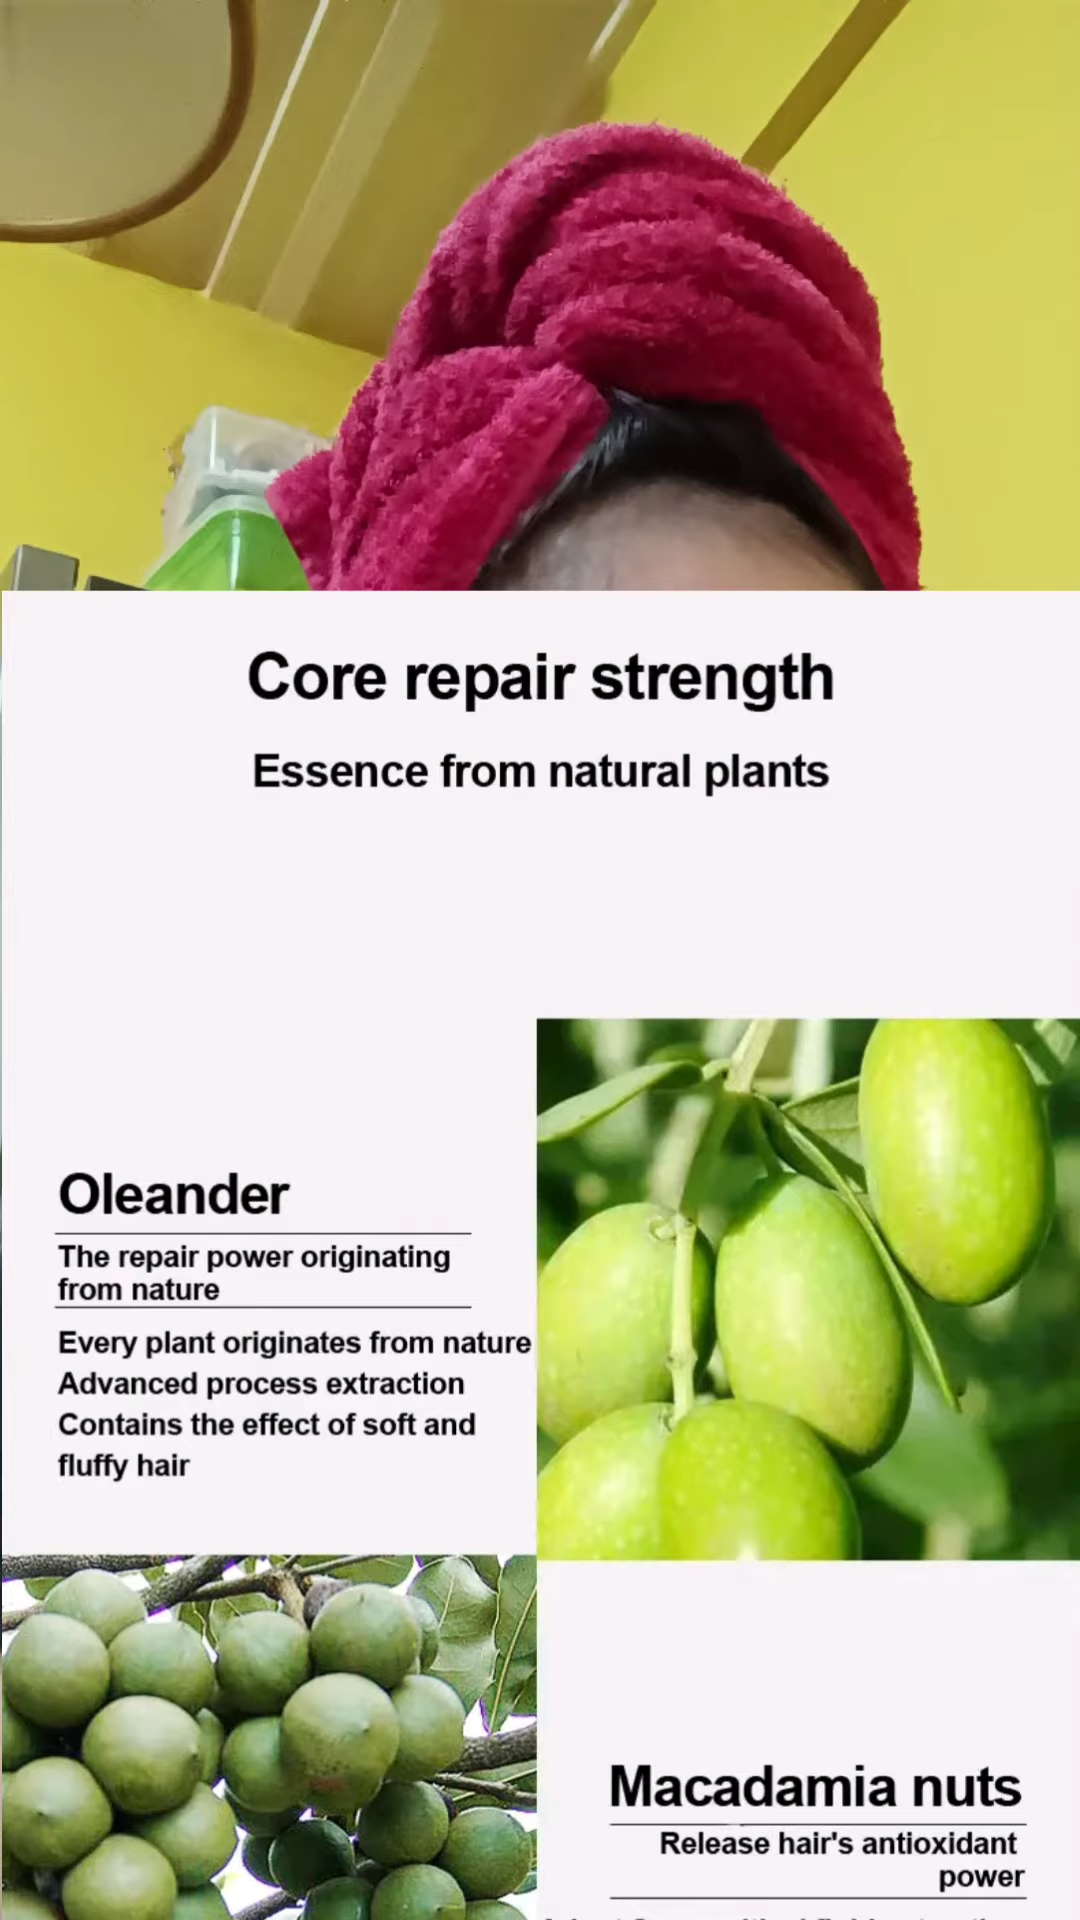 Core repair strength
Essence from natural plants
Oleander
The repair power originating
from nature
Every plant originates from nature
Advanced process extraction
Contains the effect of soft and
fluffy hair
Macadamia nuts
Release hair's antioxidant
power